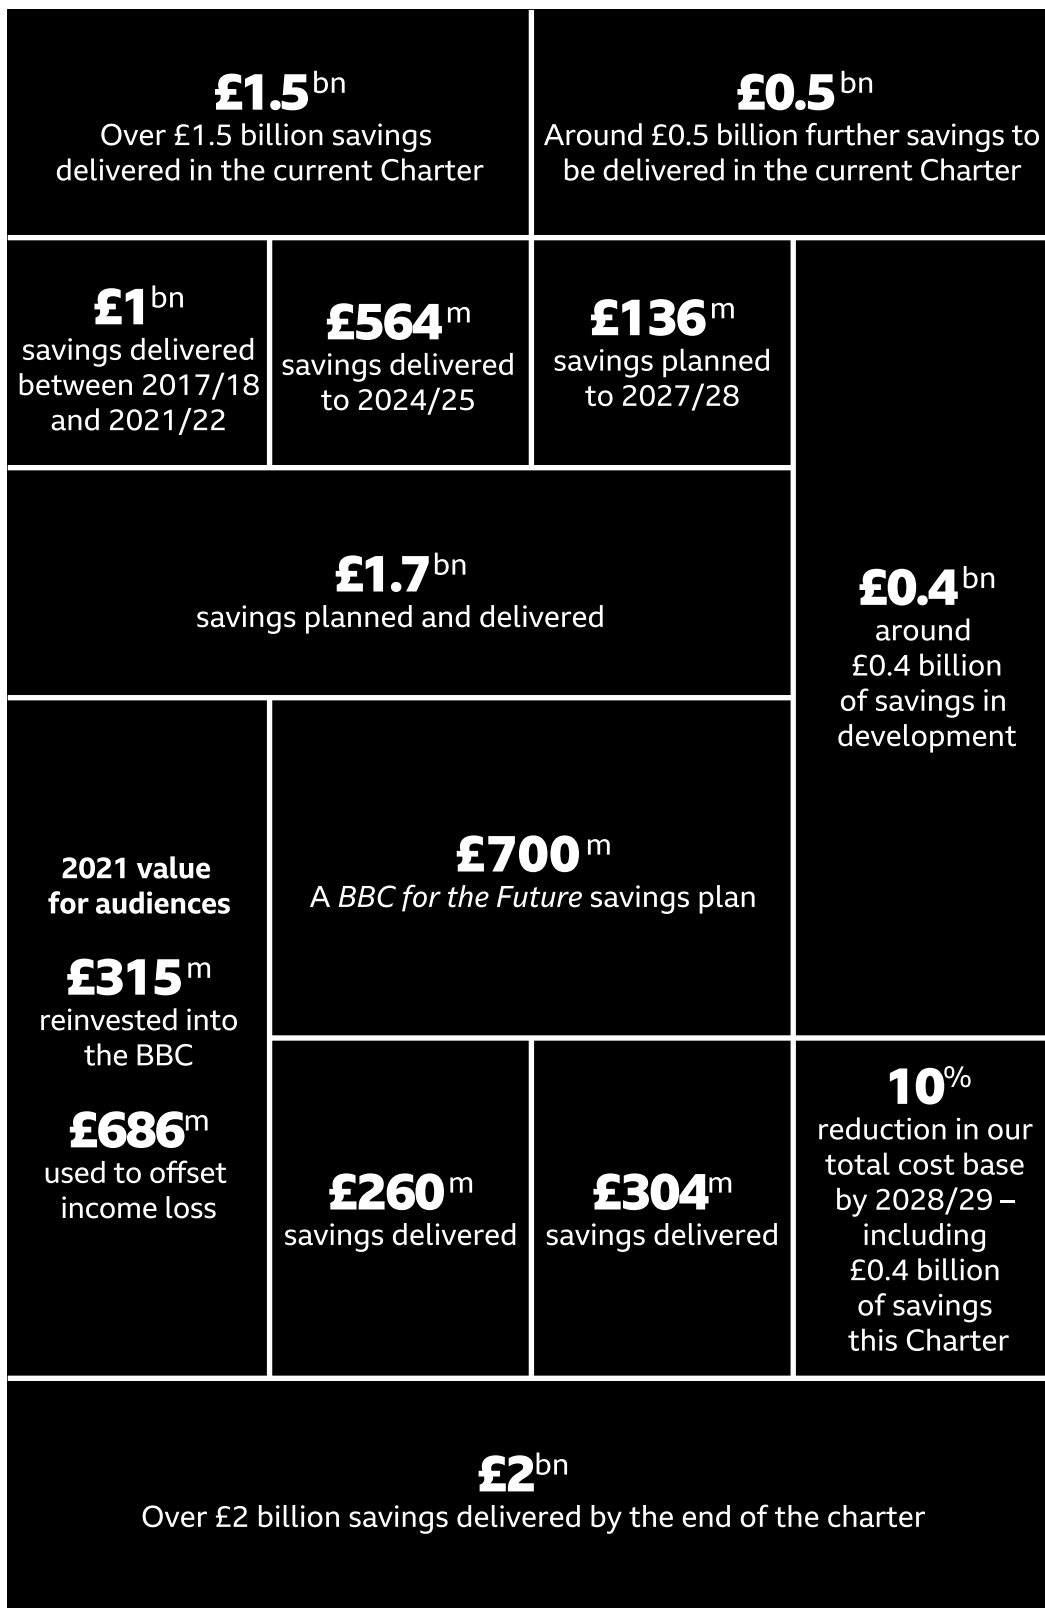 £1.5bn
Over £1.5 billion savings
delivered in the current Charter
£0.5bn
Around £0.5 billion further savings to
be delivered in the current Charter
£1bn
savings delivered
between 2017/18
and 2021/22
£564m
savings delivered
to 2024/25
£136m
savings planned
to 2027/28
£1.7bn
savings planned and delivered
£0.4bn
around
£0.4 billion
of savings in
development
2021 value
for audiences
£315m
reinvested into
the BBC
£686m
used to offset
income loss
£700m
A BBC for the Future savings plan
£260m
savings delivered
£304m
savings delivered
10%
reduction in our
total cost base
by 2028/29 –
including
£0.4 billion
of savings
this Charter
£2bn
Over £2 billion savings delivered by the end of the charter